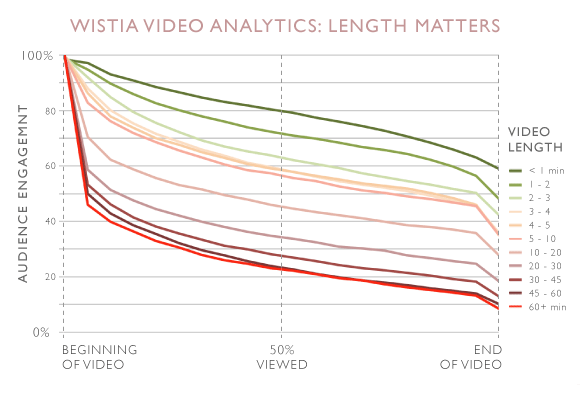 WISTIA VIDEO ANALYTICS: LENGTH MATTERS
100%
80
60
40
20
0%
AUDIENCE ENGAGEMNT
BEGINNING
OF VIDEO
50%
VIEWED
END
OF VIDEO
VIDEO
LENGTH
< 1 min
1 - 2
2 - 3
3 - 4
4 - 5
5 - 10
10 - 20
20 - 30
30 - 45
45 - 60
60+ min